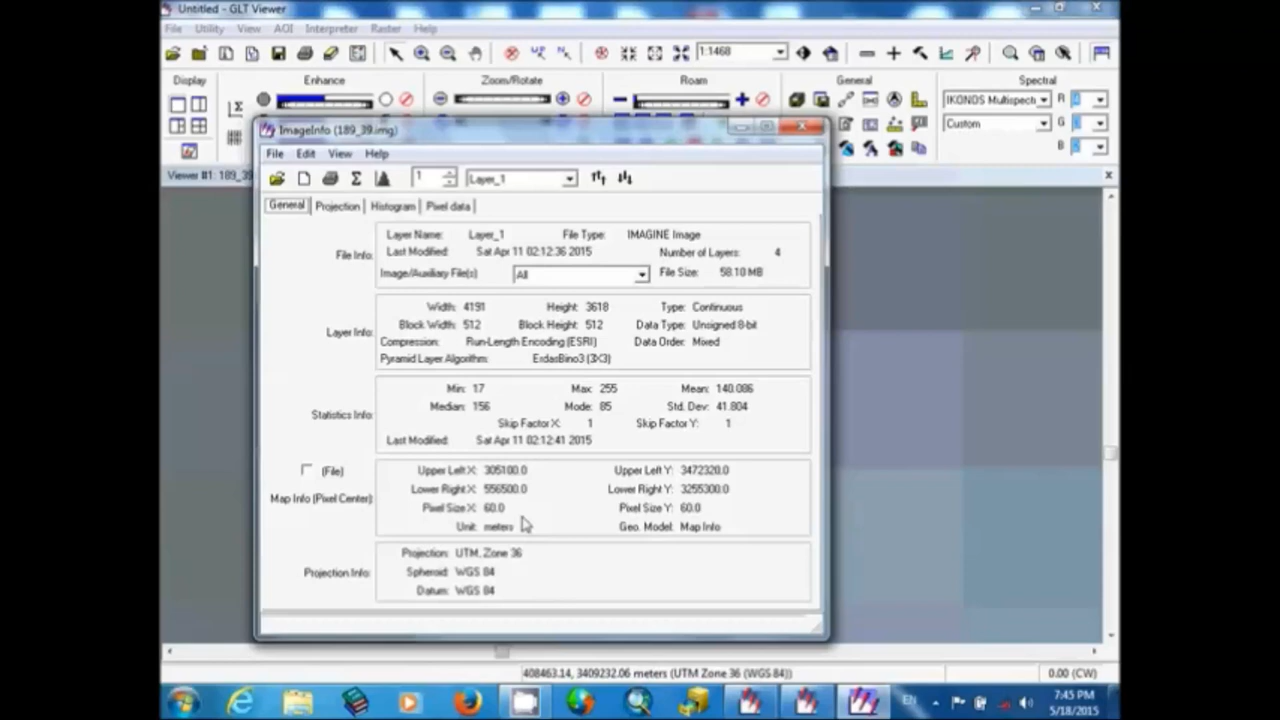 Untitled - GLT Viewer
File Utility View AOI Interpreter Raster Help
1:1468
Display Enhance Zoom/Rotate Roam General Spectral
IKONOS Multispect R
Custom G
B
Viewer #1: 189_39
ImageInfo (189_39.img)
File Edit View Help
1 Layer_1
General Projection Histogram Pixel data
File Info:
Layer Name: Layer_1 File Type: IMAGINE Image
Last Modified: Sat Apr 11 02:12:36 2015 Number of Layers: 4
Image/Auxiliary File(s) All File Size: 58.10 MB
Layer Info:
Width: 4191 Height: 3618 Type: Continuous
Block Width: 512 Block Height: 512 Data Type: Unsigned 8-bit
Compression: Run-Length Encoding (ESRI) Data Order: Mixed
Pyramid Layer Algorithm: ErdasBino3 (3X3)
Statistics Info:
Min: 17 Max: 255 Mean: 140.086
Median: 156 Mode: 85 Std. Dev: 41.804
Skip Factor X: 1 Skip Factor Y: 1
Last Modified: Sat Apr 11 02:12:41 2015
(File)
Map Info (Pixel Center):
Upper Left X: 305100.0 Upper Left Y: 3472320.0
Lower Right X: 556500.0 Lower Right Y: 3255300.0
Pixel Size X: 60.0 Pixel Size Y: 60.0
Unit: meters Geo. Model: Map Info
Projection Info:
Projection: UTM, Zone 36
Spheroid: WGS 84
Datum: WGS 84
408463.14, 3409232.06 meters (UTM Zone 36 (WGS 84)) 0.00 (CW)
EN
7:45 PM
5/18/2015